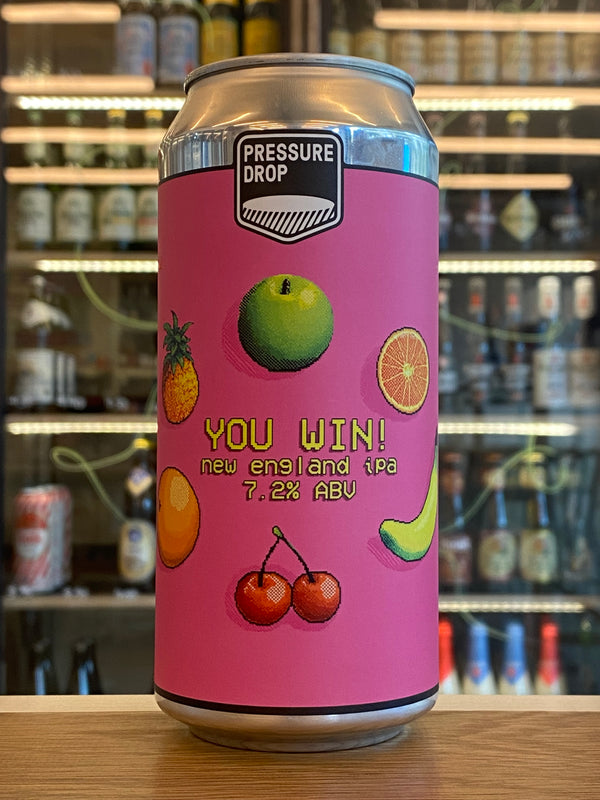 PRESSURE
DROP
YOU WIN!
new england ipa
7.2% ABV